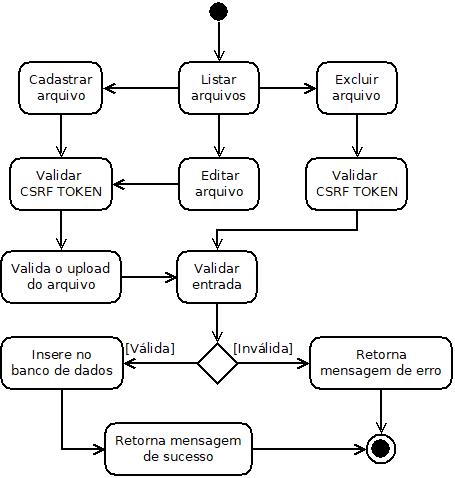 Cadastrar
arquivo
Listar
arquivos
Excluir
arquivo
Validar
CSRF TOKEN
Editar
arquivo
Validar
CSRF TOKEN
Valida o upload
do arquivo
Validar
entrada
Insere no
banco de dados
[Válida]
[Inválida]
Retorna
mensagem de erro
Retorna mensagem
de sucesso